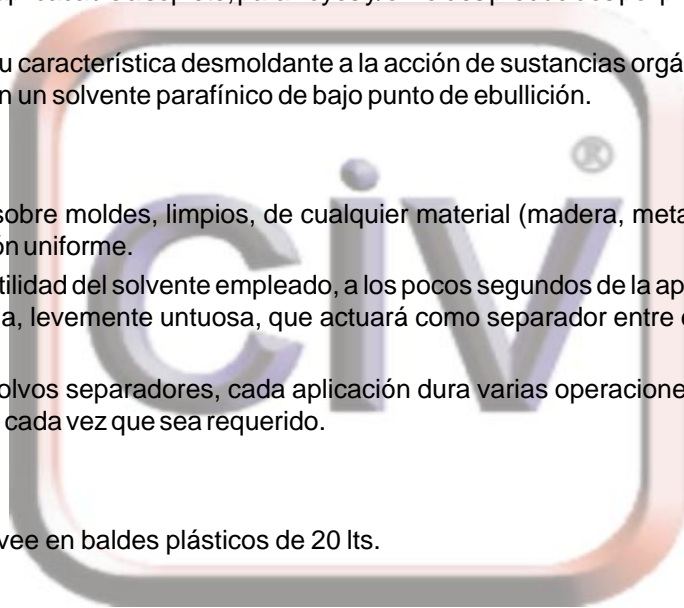 u característica desmoldante a la acción de sustancias orgá
n un solvente parafínico de bajo punto de ebullición.
®
civ
sobre moldes, limpios, de cualquier material (madera, meta
ón uniforme.
tilidad del solvente empleado, a los pocos segundos de la ap
a, levemente untuosa, que actuará como separador entre
olvos separadores, cada aplicación dura varias operacione
cada vez que sea requerido.
vee en baldes plásticos de 20 lts.